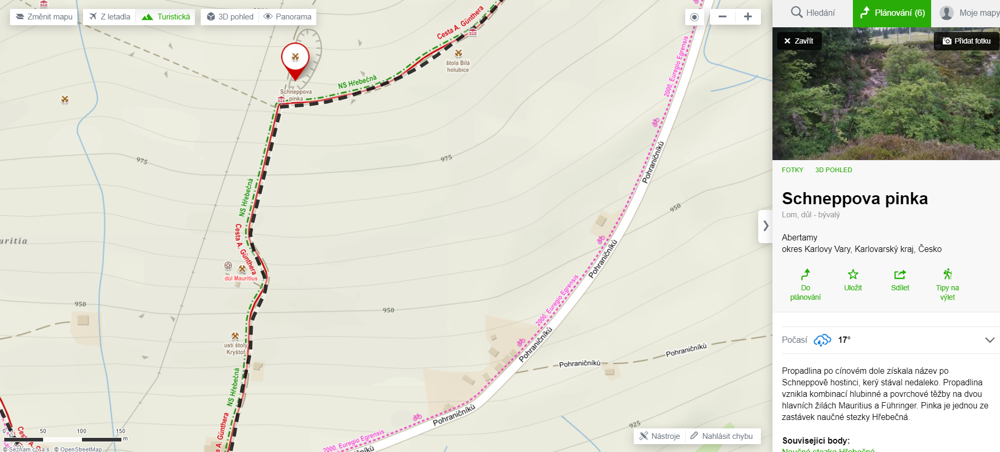 Změnit mapu
Z letadla
Turistická
3D pohled
Panorama
Hledání
Plánování (6)
Moje mapy
Zavřít
Přidat fotku
Cesta A. Günthera
štola Bílá
holubice
NS Hřebečná
Schneppova
pinka
2000, Euregio Egrensis
975
975
Pohraničníků
NS Hřebečná
950
Cesta A. Günthera
uritia
důl Mauritius
Pohraničníků
950
950
2000, Euregio Egrensis
ústí štoly
Kryštof
Pohraničníků
Pohraničníků
Pohraničníků
NS Hřebečná
Pohraničníků
925
A. Günthera
2000, Euregio Egrensis
níků
0
50
100
150
m
© Seznam.cz, a.s., © OpenStreetMap
Nástroje
Nahlásit chybu
FOTKY
3D POHLED
Schneppova pinka
Lom, důl - bývalý
Abertamy
okres Karlovy Vary, Karlovarský kraj, Česko
Do
plánování
Uložit
Sdílet
Tipy na
výlet
Počasí
17°
Propadlina po cínovém dole získala název po
Schneppově hostinci, kerý stával nedaleko. Propadlina
vznikla kombinací hlubinné a povrchové těžby na dvou
hlavních žilách Mauritius a Führinger. Pinka je jednou ze
zastávek naučné stezky Hřebečná.
Související body:
Naučná stezka Hřebečná